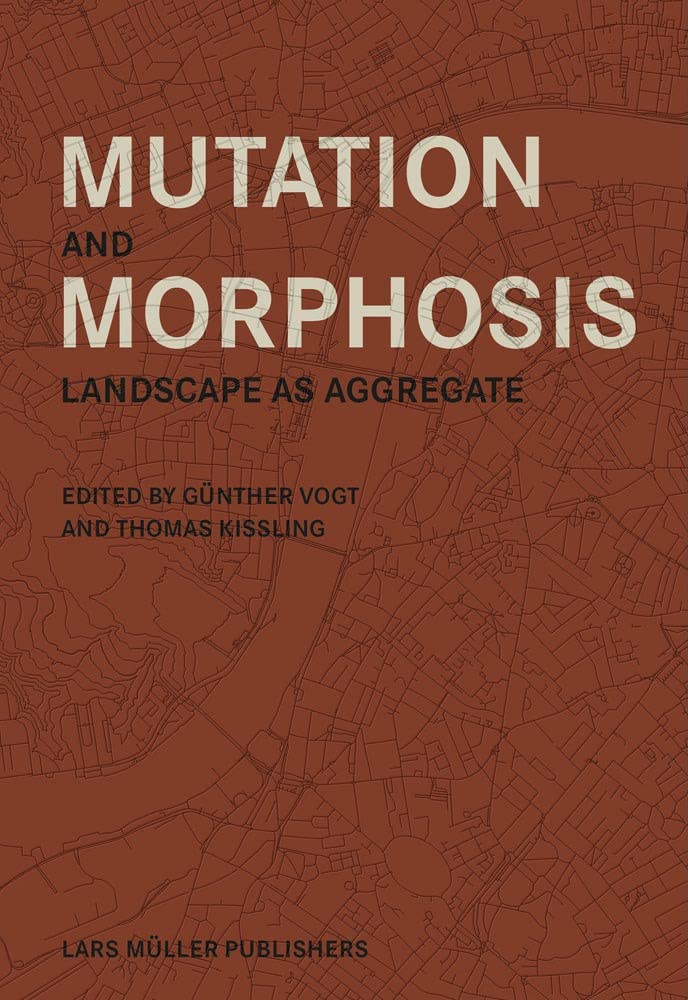 MUTATION
AND
MORPHOSIS
LANDSCAPE AS AGGREGATE
EDITED BY GÜNTHER VOGT
AND THOMAS KISSLING
LARS MÜLLER PUBLISHERS